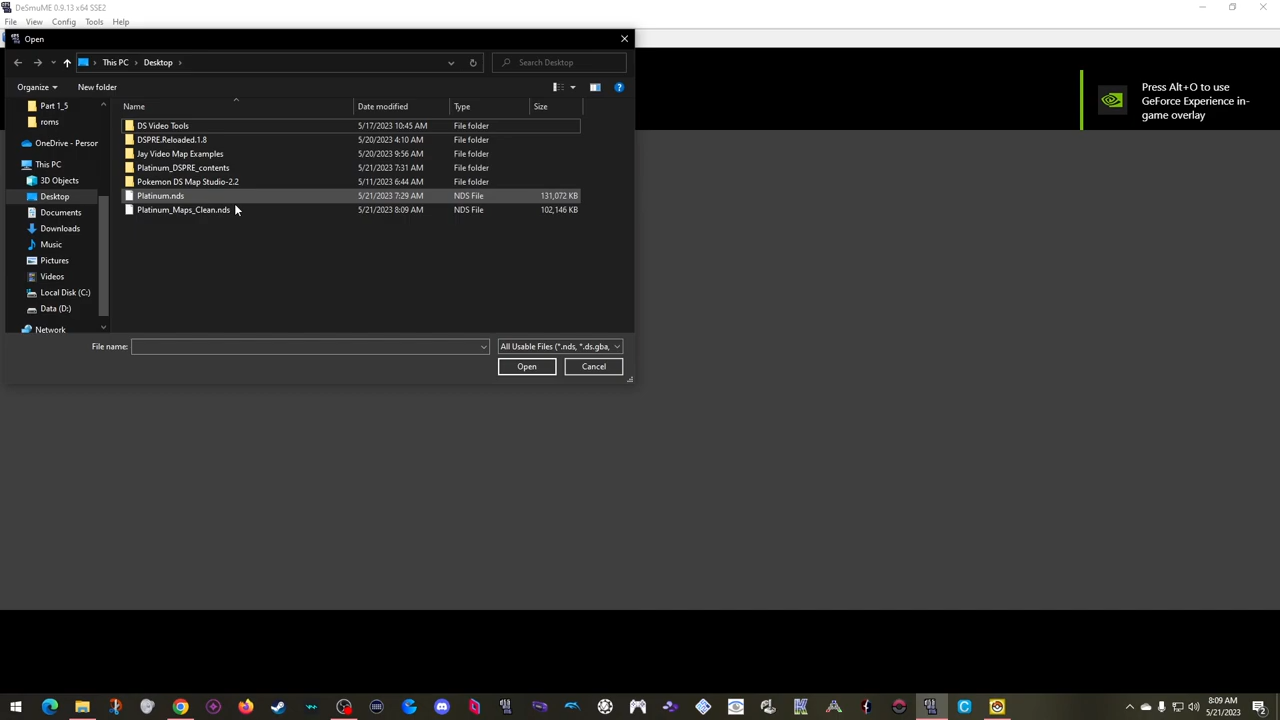 DeSmuME 0.9.13 x64 SSE2
File View Config Tools Help
Open
This PC > Desktop >
Search Desktop
Organize
New folder
Name Date modified Type Size
Part 1_5
roms
OneDrive - Person
This PC
3D Objects
Desktop
Documents
Downloads
Music
Pictures
Videos
Local Disk (C:)
Data (D:)
Network
DS Video Tools 5/17/2023 10:45 AM File folder
DSPRE.Reloaded.1.8 5/20/2023 4:10 AM File folder
Jay Video Map Examples 5/20/2023 9:56 AM File folder
Platinum_DSPRE_contents 5/21/2023 7:31 AM File folder
Pokemon DS Map Studio-2.2 5/11/2023 6:44 AM File folder
Platinum.nds 5/21/2023 7:29 AM NDS File 131,072 KB
Platinum_Maps_Clean.nds 5/21/2023 8:09 AM NDS File 102,146 KB
File name:
All Usable Files (*.nds, *.ds.gba,
Open Cancel
Press Alt+O to use
GeForce Experience in-
game overlay
8:09 AM
5/21/2023
2